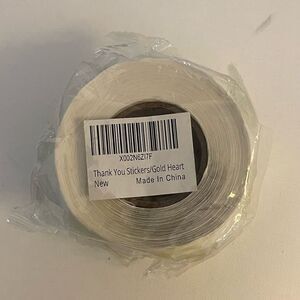 X002N6ZI7F
Thank You Stickers/Gold Heart
New
Made In China